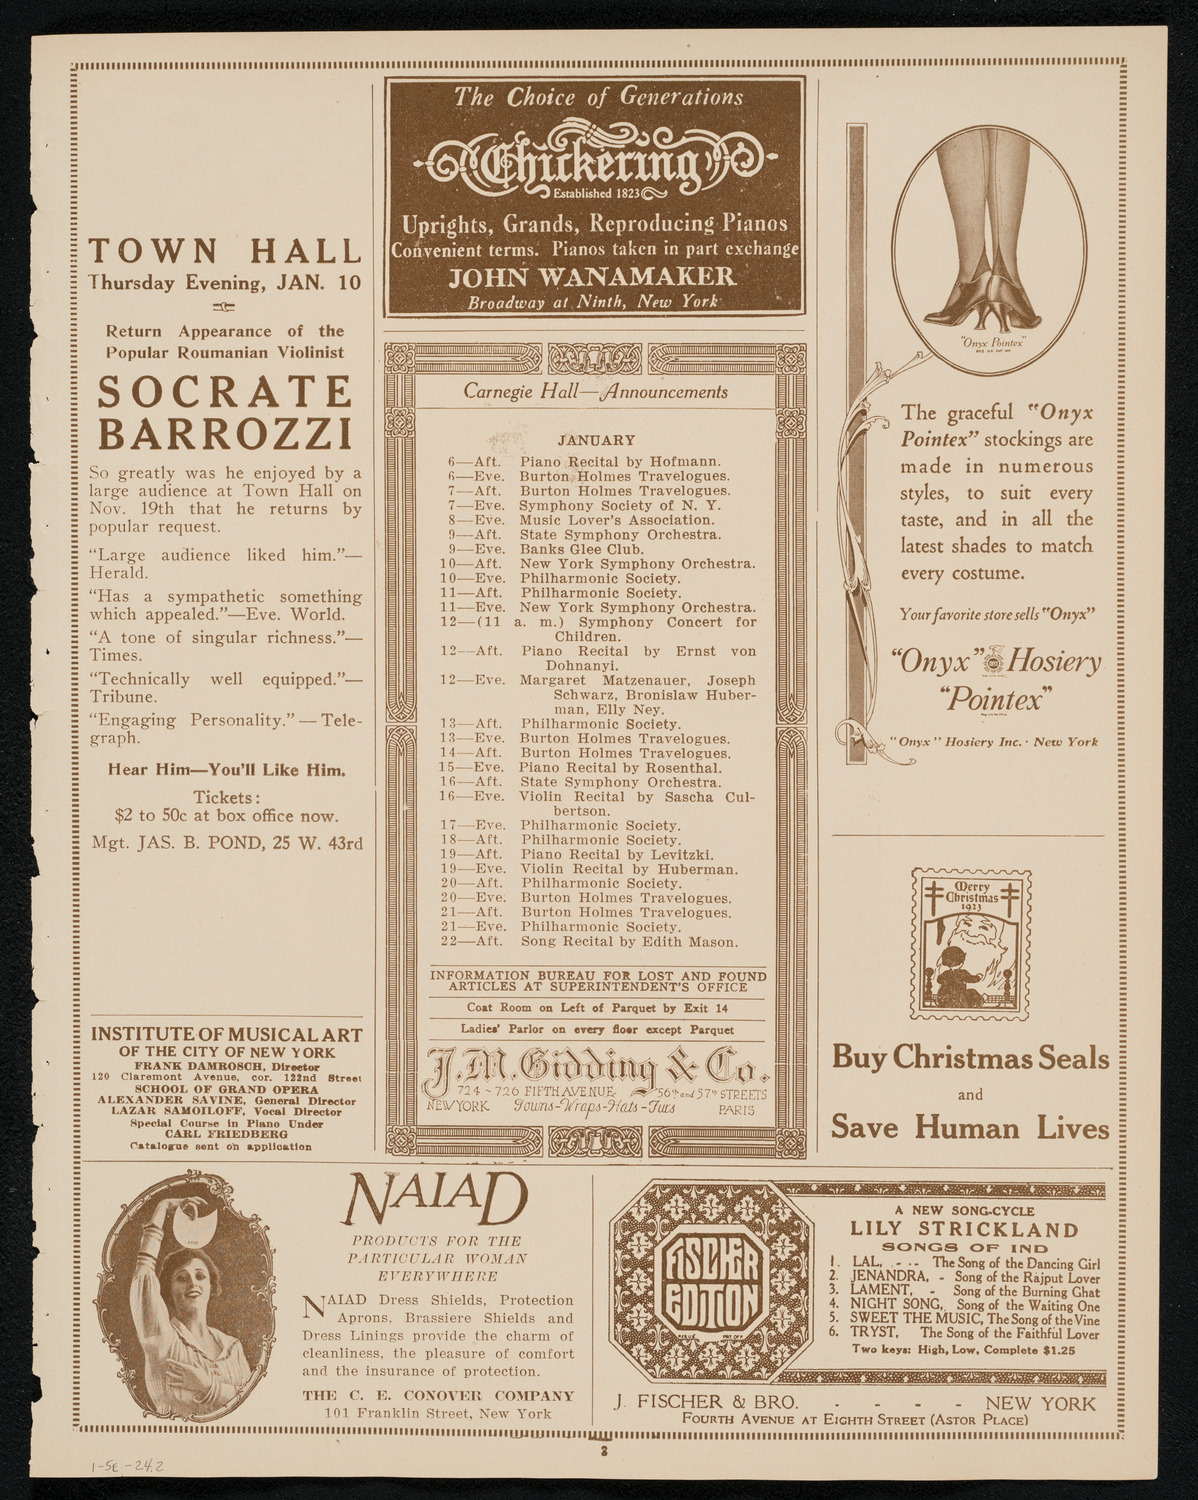 TOWN HALL
Thursday Evening, JAN. 10
Return Appearance of the
Popular Roumanian Violinist
SOCRATE
BARROZZI
So greatly was he enjoyed by a
large audience at Town Hall on
Nov. 19th that he returns by
popular request.
"Large audience liked him."—
Herald.
"Has a sympathetic something
which appealed."—Eve. World.
"A tone of singular richness."—
Times.
"Technically well equipped."—
Tribune.
"Engaging Personality."—Tele-
graph.
Hear Him—You'll Like Him.
Tickets:
$2 to 50c at box office now.
Mgt. JAS. B. POND, 25 W. 43rd
INSTITUTE OF MUSICAL ART
OF THE CITY OF NEW YORK
FRANK DAMROSCH, Director
120 Claremont Avenue, cor. 122nd Street
SCHOOL OF GRAND OPERA
ALEXANDER SAVINE, General Director
LAZAR SAMOILOFF, Vocal Director
Special Course in Piano Under
CARL FRIEDBERG
Catalogue sent on application
The Choice of Generations
Chickering
Established 1823
Uprights, Grands, Reproducing Pianos
Convenient terms. Pianos taken in part exchange
JOHN WANAMAKER
Broadway at Ninth, New York
Carnegie Hall—Announcements
JANUARY
6—Aft. Piano Recital by Hofmann.
6—Eve. Burton Holmes Travelogues.
7—Aft. Burton Holmes Travelogues.
7—Eve. Symphony Society of N. Y.
8—Eve. Music Lover's Association.
9—Aft. State Symphony Orchestra.
9—Eve. Banks Glee Club.
10—Aft. New York Symphony Orchestra.
10—Eve. Philharmonic Society.
11—Aft. Philharmonic Society.
11—Eve. New York Symphony Orchestra.
12—(11 a. m.) Symphony Concert for
Children.
12—Aft. Piano Recital by Ernst von
Dohnanyi.
12—Eve. Margaret Matzenauer, Joseph
Schwarz, Bronislaw Huber-
man, Elly Ney.
13—Aft. Philharmonic Society.
13—Eve. Burton Holmes Travelogues.
14—Aft. Burton Holmes Travelogues.
15—Eve. Piano Recital by Rosenthal.
16—Aft. State Symphony Orchestra.
16—Eve. Violin Recital by Sascha Cul-
bertson.
17—Eve. Philharmonic Society.
18—Aft. Philharmonic Society.
19—Aft. Piano Recital by Levitzki.
19—Eve. Violin Recital by Huberman.
20—Aft. Philharmonic Society.
20—Eve. Burton Holmes Travelogues.
21—Aft. Burton Holmes Travelogues.
21—Eve. Philharmonic Society.
22—Aft. Song Recital by Edith Mason.
INFORMATION BUREAU FOR LOST AND FOUND
ARTICLES AT SUPERINTENDENT'S OFFICE
Coat Room on Left of Parquet by Exit 14
Ladies' Parlor on every floor except Parquet
J. M. Gidding & Co.
724 - 726 FIFTH AVENUE 56th and 57th STREETS
NEW YORK Gowns-Wraps-Hats-Furs PARIS
"Onyx Pointex"
The graceful "Onyx
Pointex" stockings are
made in numerous
styles, to suit every
taste, and in all the
latest shades to match
every costume.
Your favorite store sells "Onyx"
"Onyx" Hosiery
"Pointex"
"Onyx" Hosiery Inc. · New York
Merry
Christmas
1923
Buy Christmas Seals
and
Save Human Lives
NAIAD
PRODUCTS FOR THE
PARTICULAR WOMAN
EVERYWHERE
NAIAD Dress Shields, Protection
Aprons, Brassiere Shields and
Dress Linings provide the charm of
cleanliness, the pleasure of comfort
and the insurance of protection.
THE C. E. CONOVER COMPANY
101 Franklin Street, New York
FISCHER
EDITION
A NEW SONG-CYCLE
LILY STRICKLAND
SONGS OF IND
1. LAL, - - - The Song of the Dancing Girl
2. JENANDRA, - Song of the Rajput Lover
3. LAMENT, - Song of the Burning Ghat
4. NIGHT SONG, Song of the Waiting One
5. SWEET THE MUSIC, The Song of the Vine
6. TRYST, The Song of the Faithful Lover
Two keys: High, Low, Complete $1.25
J. FISCHER & BRO. - - - - NEW YORK
FOURTH AVENUE AT EIGHTH STREET (ASTOR PLACE)
1-5E-24.2